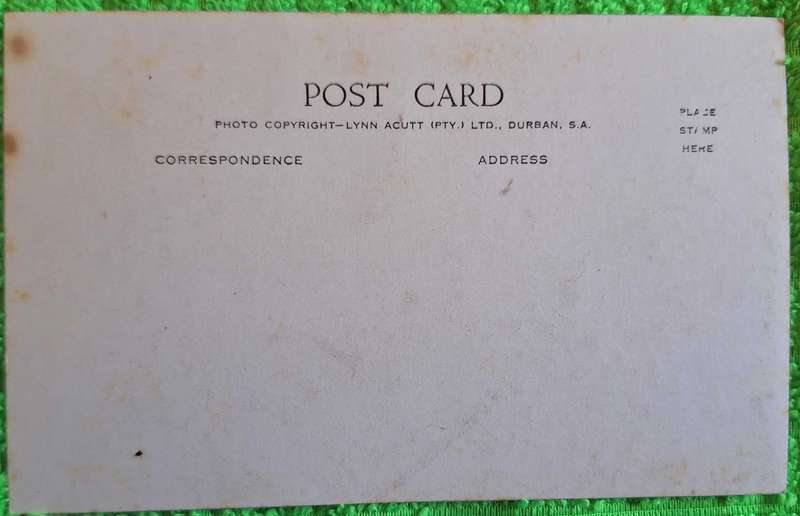 POST CARD
PHOTO COPYRIGHT—LYNN ACUTT (PTY.) LTD., DURBAN, S.A.
PLACE
STAMP
HERE
CORRESPONDENCE
ADDRESS